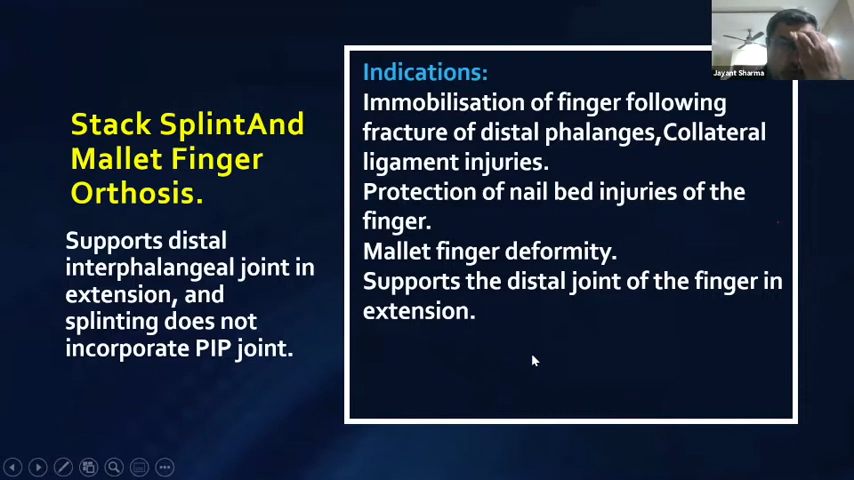 Stack SplintAnd
Mallet Finger
Orthosis.
Supports distal
interphalangeal joint in
extension, and
splinting does not
incorporate PIP joint.
Indications:
Immobilisation of finger following
fracture of distal phalanges,Collateral
ligament injuries.
Protection of nail bed injuries of the
finger.
Mallet finger deformity.
Supports the distal joint of the finger in
extension.
Jayant Sharma